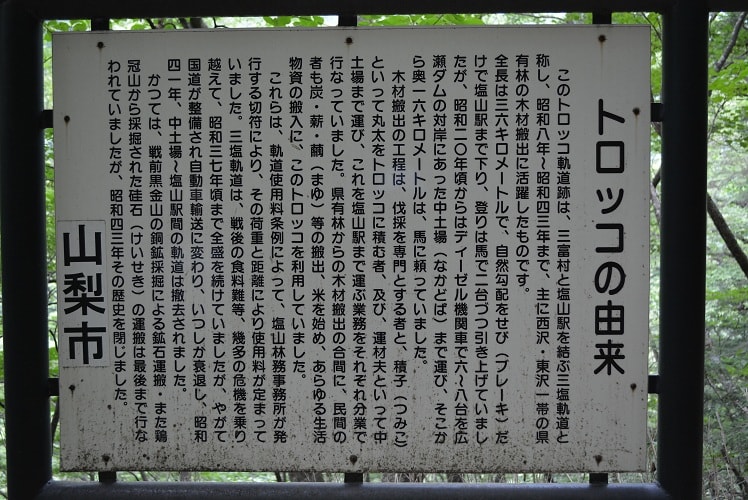 トロッコの由来
このトロッコ軌道跡は、三富村と塩山駅を結ぶ三塩軌道と
称し、昭和八年~昭和四三年まで、主に西沢・東沢一帯の県
有林の木材搬出に活躍したものです。
全長は三六キロメートルで、自然勾配をせび(ブレーキ)だ
けで塩山駅まで下り、登りは馬で二台づつ引き上げていまし
たが、昭和二〇年頃からはディーゼル機関車で六~八台を広
瀬ダムの対岸にあった中土場(なかどば)まで運び、そこか
ら奥一六キロメートルは、馬に頼っていました。
木材搬出の工程は、伐採を専門とする者と、積子(つみこ)
といって丸太をトロッコに積む者、及び、運材夫といって中
土場まで運び、これを塩山駅まで運ぶ業務をそれぞれ分業で
行なっていました。県有林からの木材搬出の合間に、民間の
者も炭・薪・繭(まゆ)等の搬出、米を始め、あらゆる生活
物資の搬入に、このトロッコを利用していました。
これらは、軌道使用料条例によって、塩山林務事務所が発
行する切符により、その荷重と距離により使用料が定まって
いました。三塩軌道は、戦後の食料難等、幾多の危機を乗り
越えて、昭和三七年頃まで全盛を続けていましたが、やがて
国道が整備され自動車輸送に変わり、いつしか衰退し、昭和
四一年、中土場~塩山駅間の軌道は撤去されました。
かつては、戦前黒金山の鋼鉱採掘による鉱石運搬・また鶏
冠山から採掘された硅石(けいせき)の運搬は最後まで行な
われていましたが、昭和四三年その歴史を閉じました。
山梨市